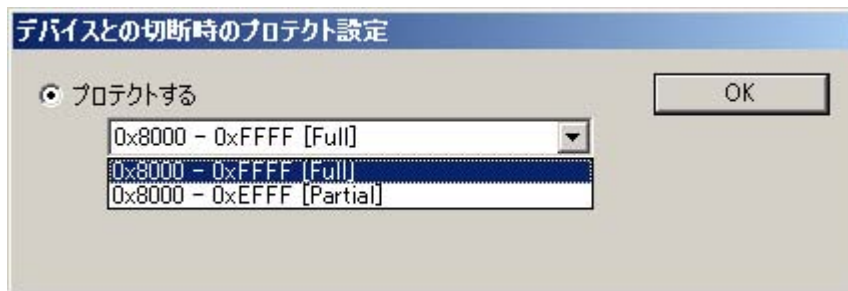 デバイスとの切断時のプロテクト設定
プロテクトする
OK
0x8000 - 0xFFFF [Full]
0x8000 - 0xFFFF [Full]
0x8000 - 0xEFFF [Partial]